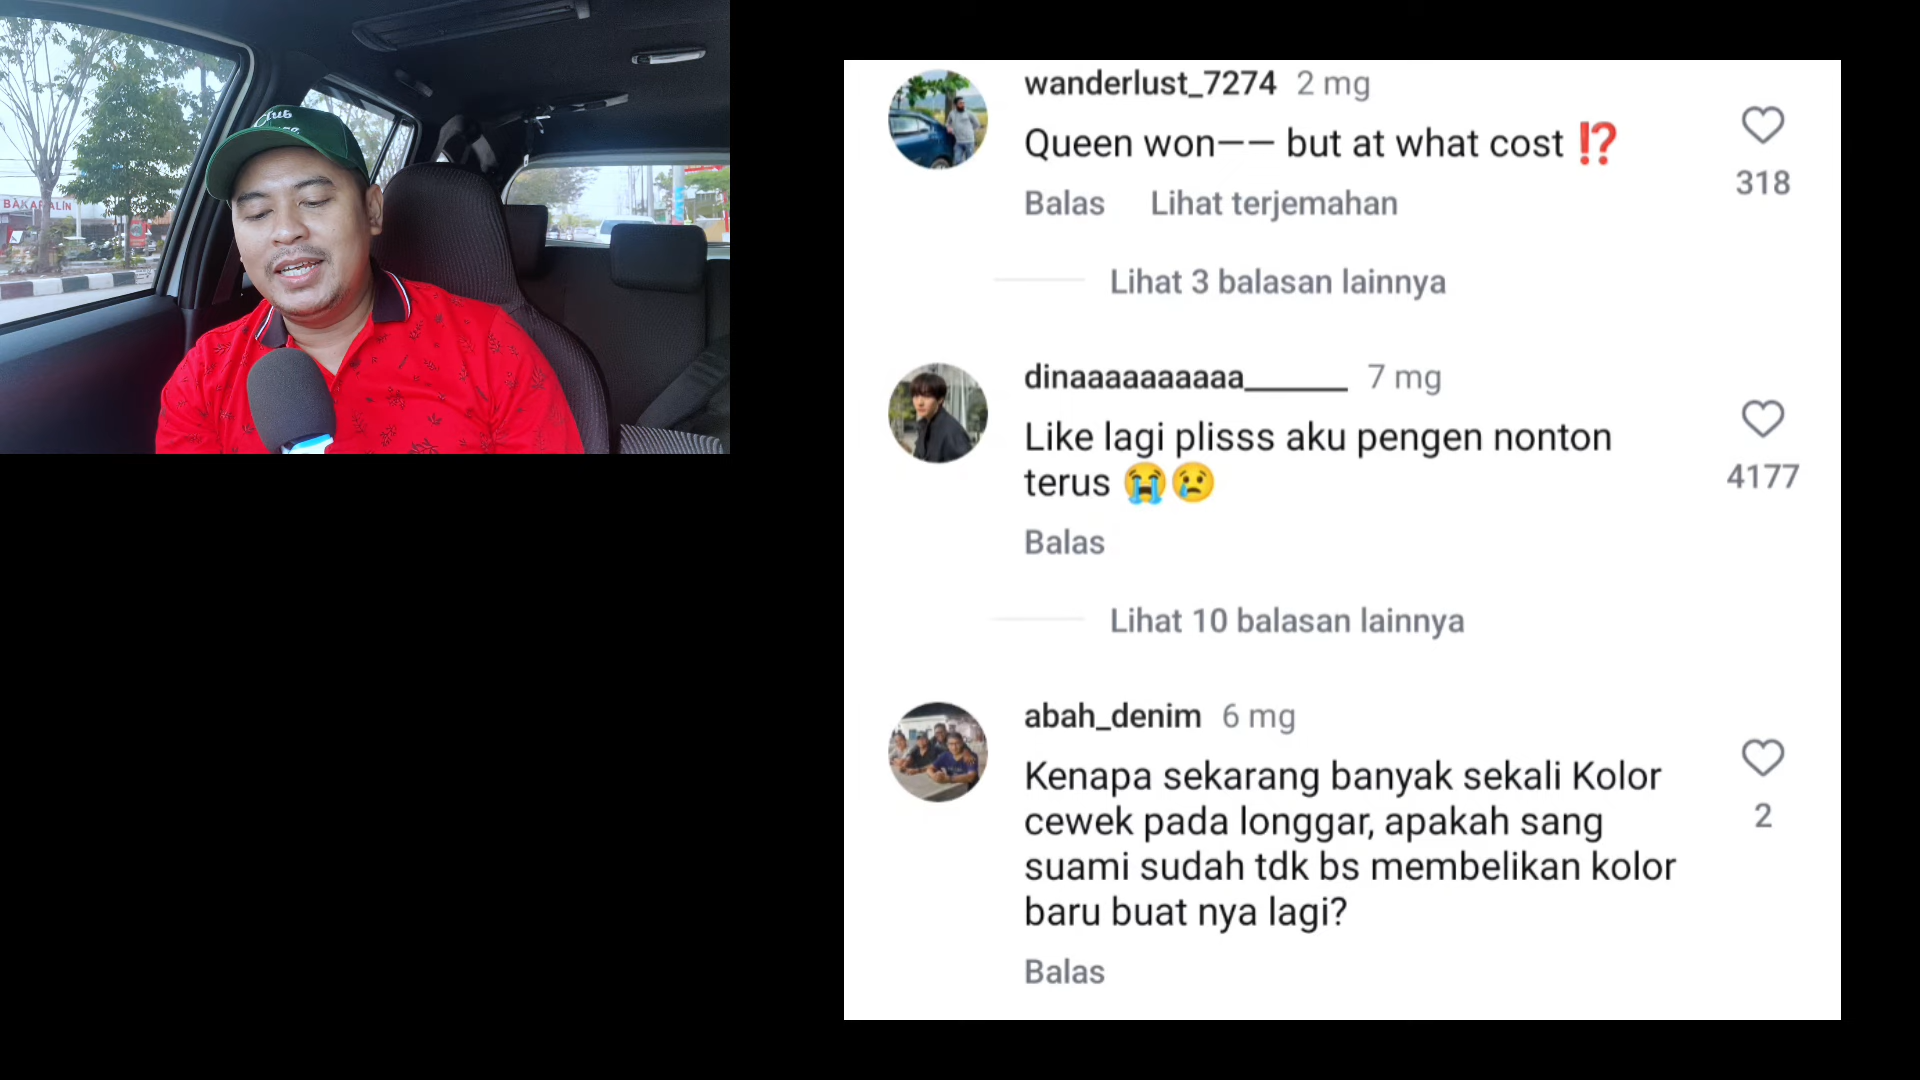 Club
BAKARALIN
wanderlust_7274 2 mg
Queen won—— but at what cost ⁉️
318
Balas Lihat terjemahan
Lihat 3 balasan lainnya
dinaaaaaaaaaa______ 7 mg
Like lagi plisss aku pengen nonton
terus 😭😢
4177
Balas
Lihat 10 balasan lainnya
abah_denim 6 mg
Kenapa sekarang banyak sekali Kolor
cewek pada longgar, apakah sang
suami sudah tdk bs membelikan kolor
baru buat nya lagi?
2
Balas